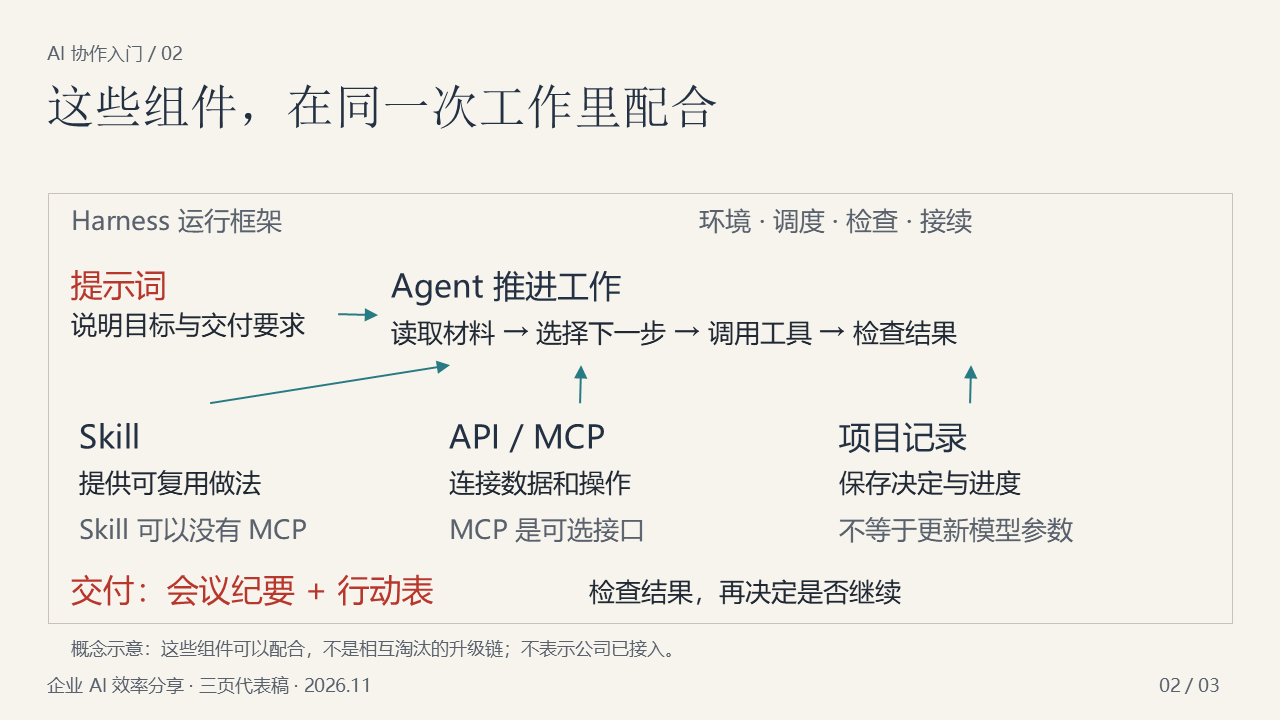 AI 协作入门 / 02
这些组件，在同一次工作里配合
Harness 运行框架
环境 · 调度 · 检查 · 接续
提示词
说明目标与交付要求
Agent 推进工作
读取材料 → 选择下一步 → 调用工具 → 检查结果
Skill
提供可复用做法
Skill 可以没有 MCP
API / MCP
连接数据和操作
MCP 是可选接口
项目记录
保存决定与进度
不等于更新模型参数
交付：会议纪要 + 行动表
检查结果，再决定是否继续
概念示意：这些组件可以配合，不是相互淘汰的升级链；不表示公司已接入。
企业 AI 效率分享 · 三页代表稿 · 2026.11
02 / 03